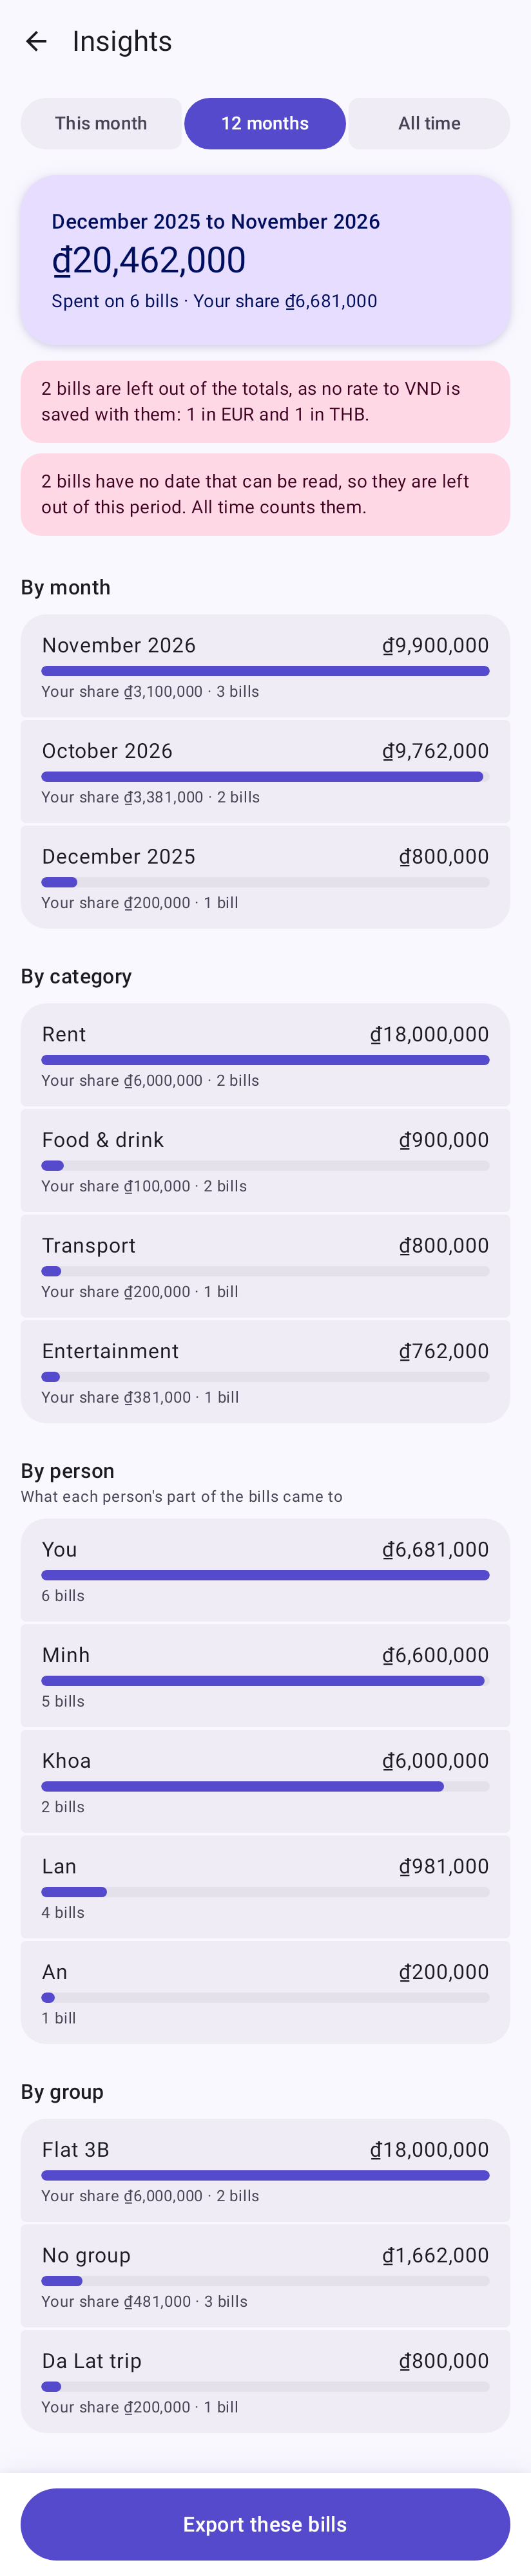 Insights
This month
12 months
All time
December 2025 to November 2026
₫20,462,000
Spent on 6 bills · Your share ₫6,681,000
2 bills are left out of the totals, as no rate to VND is
saved with them: 1 in EUR and 1 in THB.
2 bills have no date that can be read, so they are left
out of this period. All time counts them.
By month
November 2026 ₫9,900,000
Your share ₫3,100,000 · 3 bills
October 2026 ₫9,762,000
Your share ₫3,381,000 · 2 bills
December 2025 ₫800,000
Your share ₫200,000 · 1 bill
By category
Rent ₫18,000,000
Your share ₫6,000,000 · 2 bills
Food & drink ₫900,000
Your share ₫100,000 · 2 bills
Transport ₫800,000
Your share ₫200,000 · 1 bill
Entertainment ₫762,000
Your share ₫381,000 · 1 bill
By person
What each person's part of the bills came to
You ₫6,681,000
6 bills
Minh ₫6,600,000
5 bills
Khoa ₫6,000,000
2 bills
Lan ₫981,000
4 bills
An ₫200,000
1 bill
By group
Flat 3B ₫18,000,000
Your share ₫6,000,000 · 2 bills
No group ₫1,662,000
Your share ₫481,000 · 3 bills
Da Lat trip ₫800,000
Your share ₫200,000 · 1 bill
Export these bills